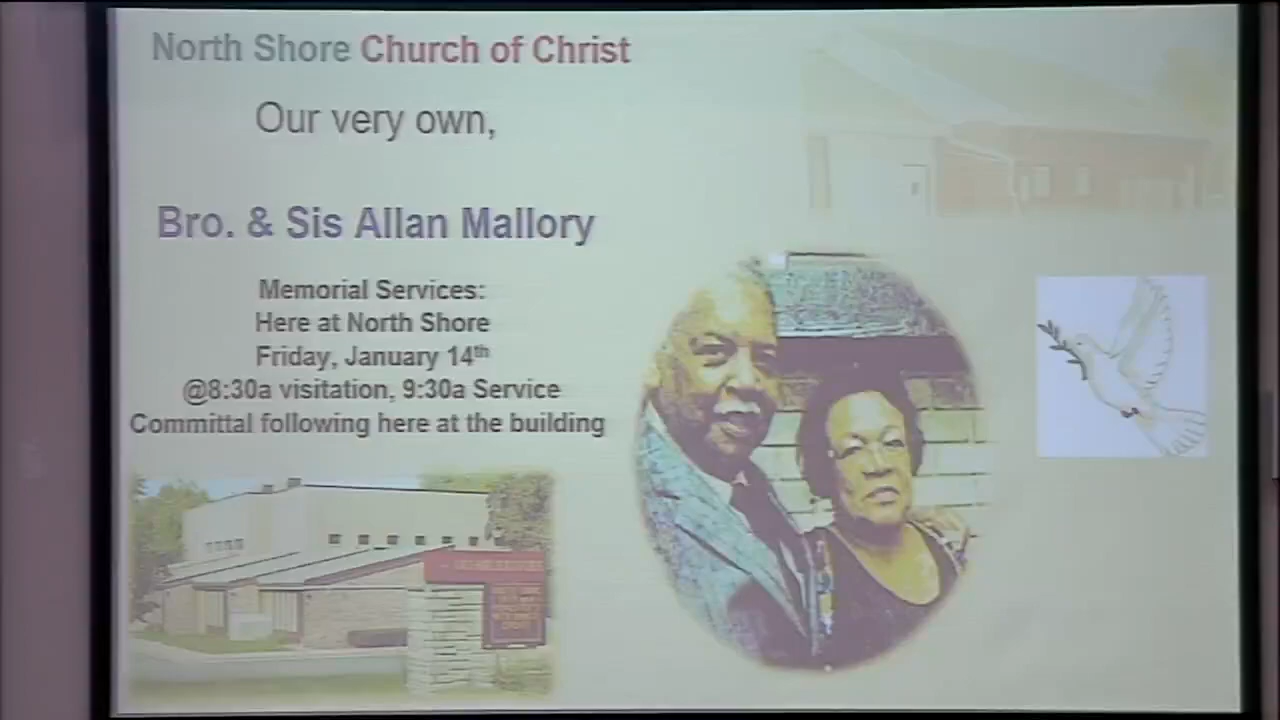 North Shore Church of Christ
Our very own,
Bro. & Sis Allan Mallory
Memorial Services:
Here at North Shore
Friday, January 14th
@8:30a visitation, 9:30a Service
Committal following here at the building